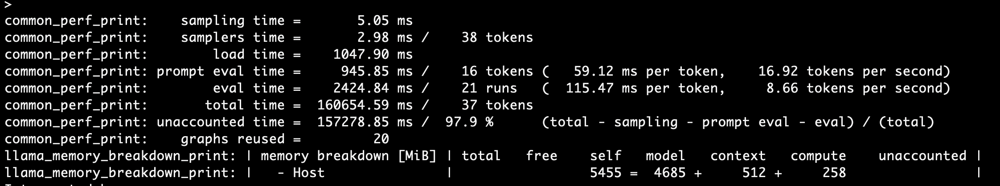 >
common_perf_print:    sampling time =       5.05 ms
common_perf_print:    samplers time =       2.98 ms /    38 tokens
common_perf_print:        load time =    1047.90 ms
common_perf_print: prompt eval time =     945.85 ms /    16 tokens (   59.12 ms per token,    16.92 tokens per second)
common_perf_print:        eval time =    2424.84 ms /    21 runs   (  115.47 ms per token,     8.66 tokens per second)
common_perf_print:       total time =  160654.59 ms /    37 tokens
common_perf_print: unaccounted time =  157278.85 ms /  97.9 %      (total - sampling - prompt eval - eval) / (total)
common_perf_print:    graphs reused =         20
llama_memory_breakdown_print: | memory breakdown [MiB] | total   free    self   model   context   compute    unaccounted |
llama_memory_breakdown_print: |   - Host               |                 5455 =  4685 +     512 +     258                |